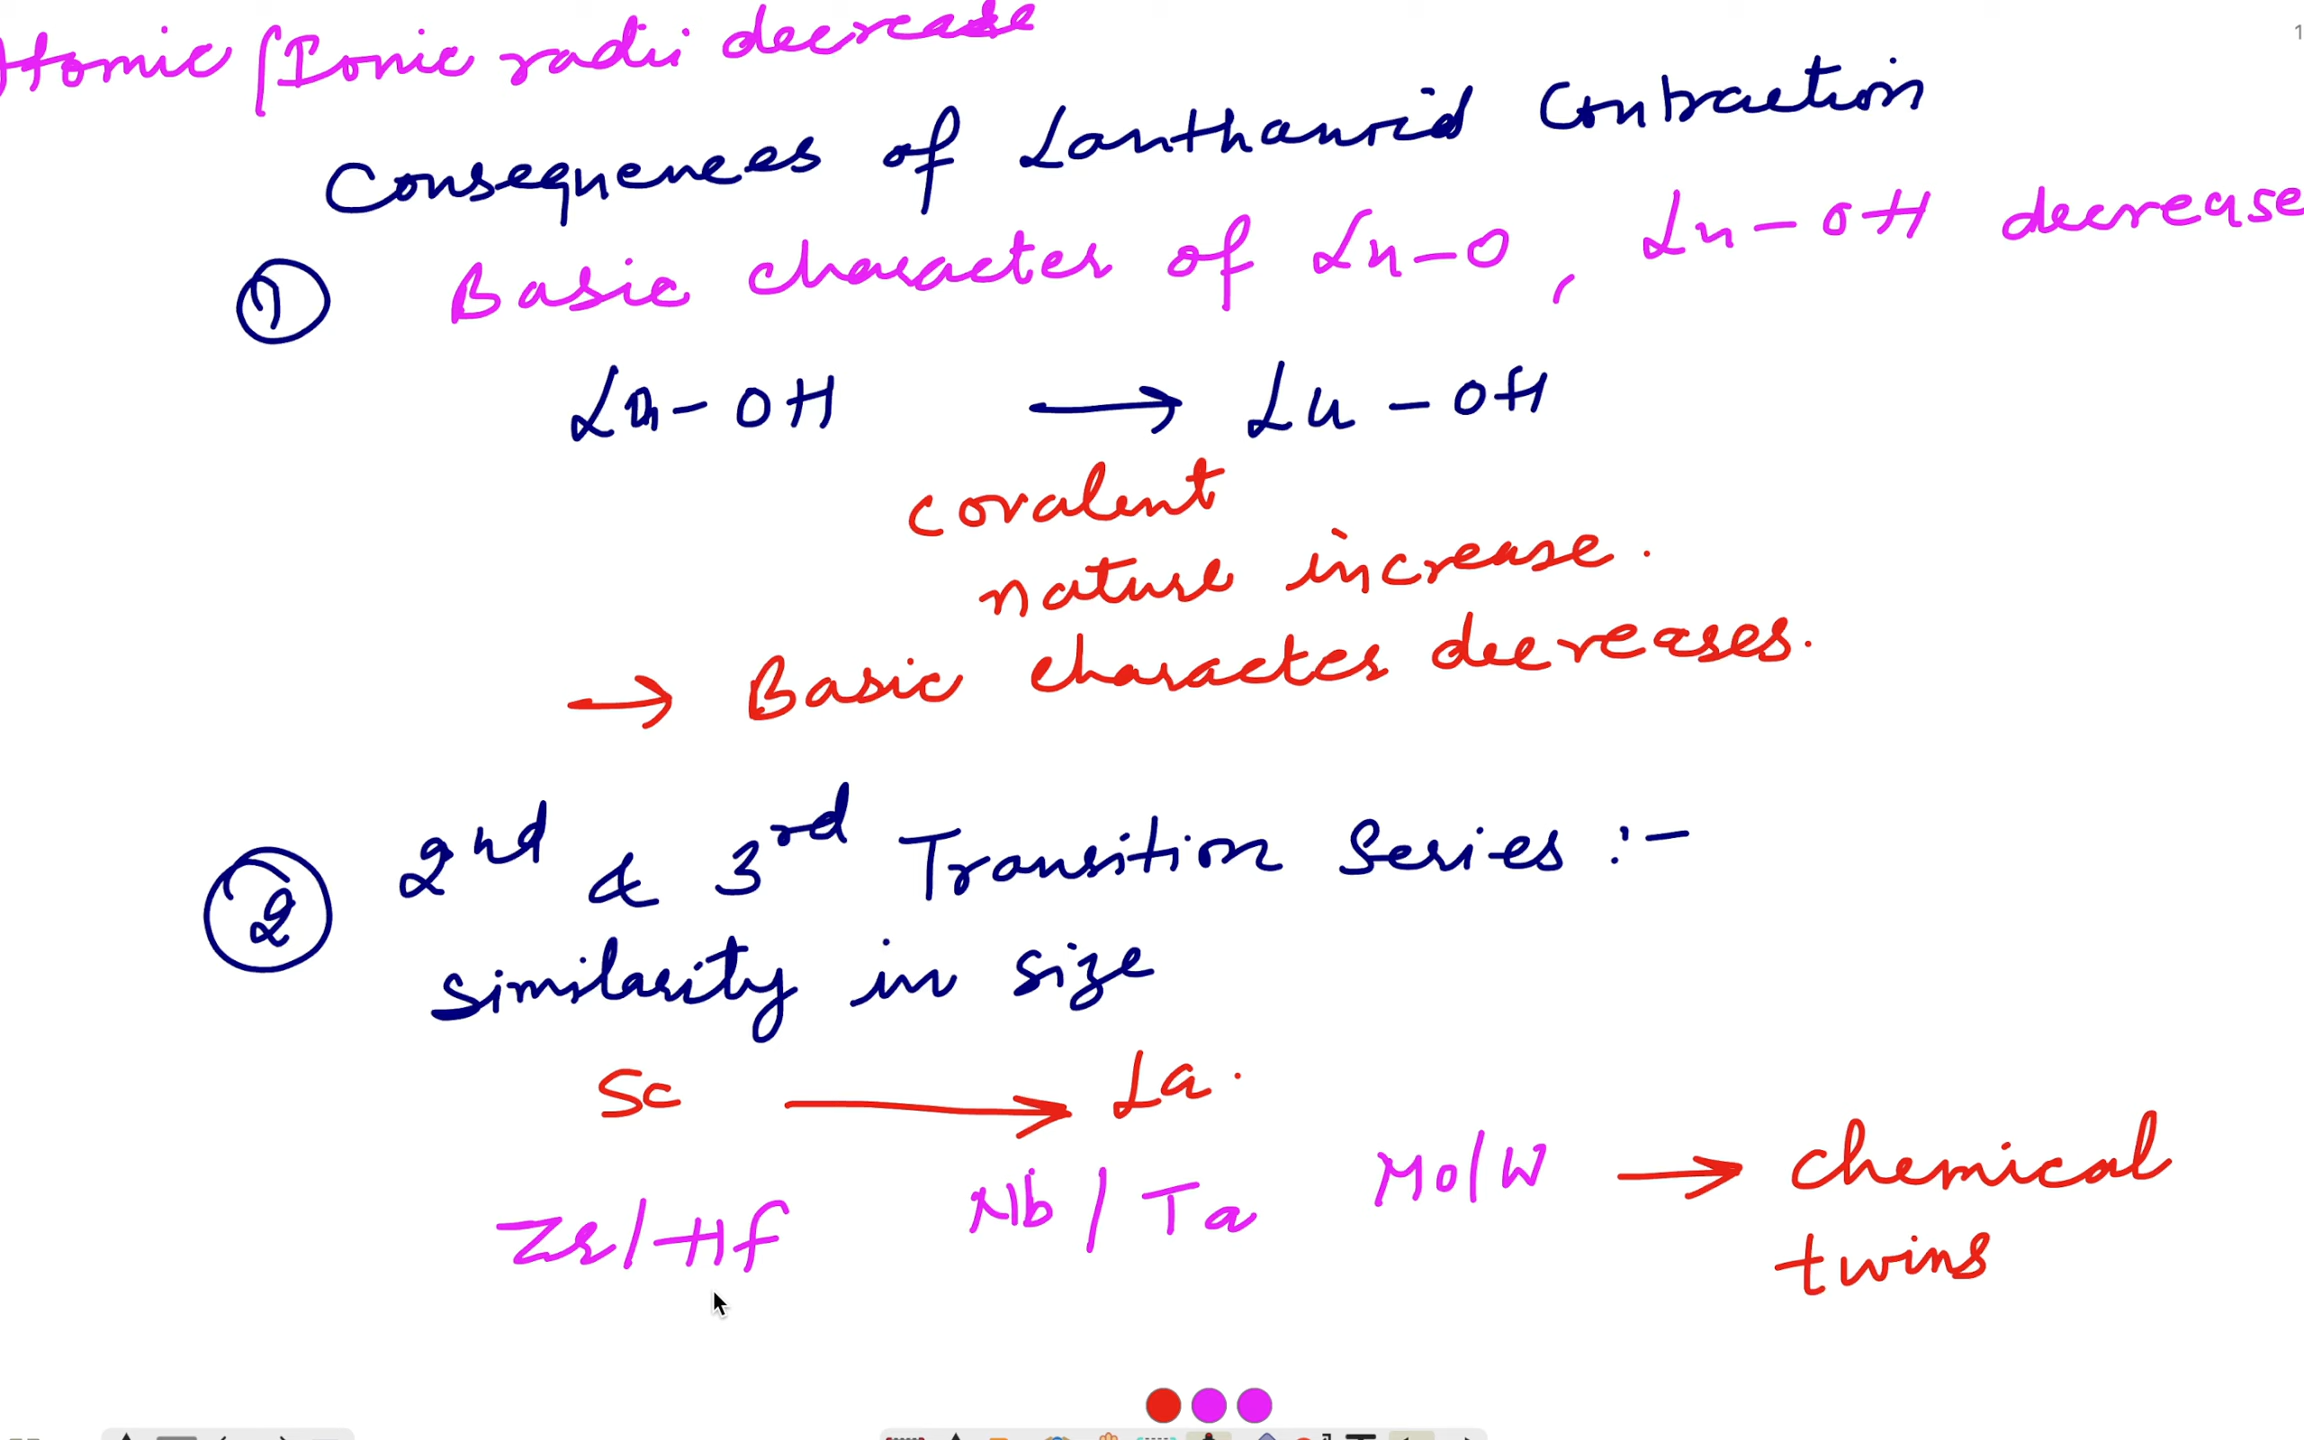 Atomic / Ionic radii decrease
1
Consequences of Lanthanoid Contraction
① Basic character of Ln-O, Ln-OH decrease
Ln-OH → Lu-OH
covalent
nature increase.
→ Basic character decreases.
② 2nd & 3rd Transition Series :-
similarity in size
Sc → La.
Zr/Hf Nb/Ta Mo/W → chemical
twins